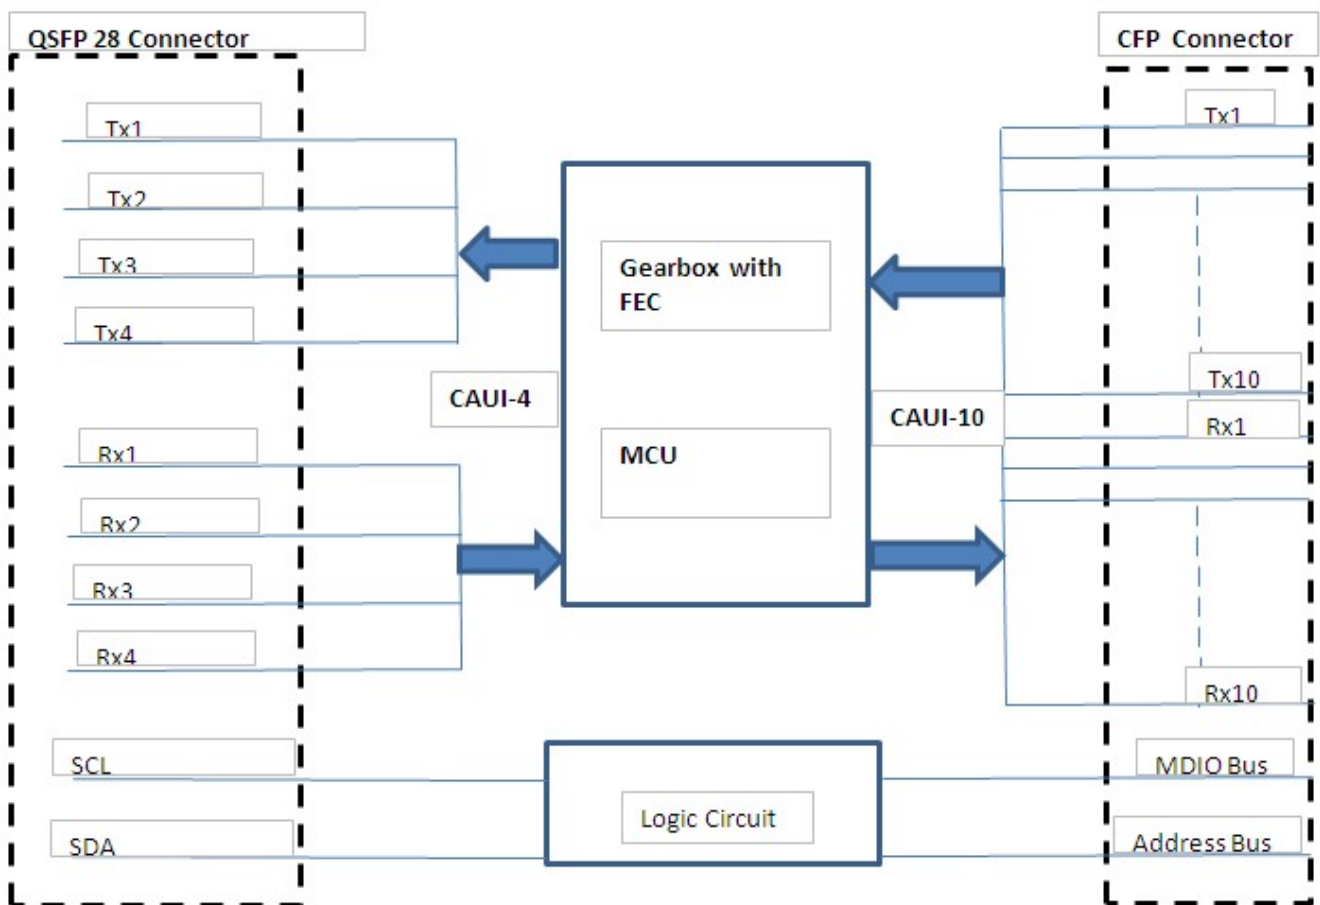 QSFP 28 Connector
CFP Connector
Tx1
Tx2
Tx3
Tx4
CAUI-4
Rx1
Rx2
Rx3
Rx4
SCL
SDA
Gearbox with
FEC
MCU
Logic Circuit
CAUI-10
Tx1
Tx10
Rx1
Rx10
MDIO Bus
Address Bus